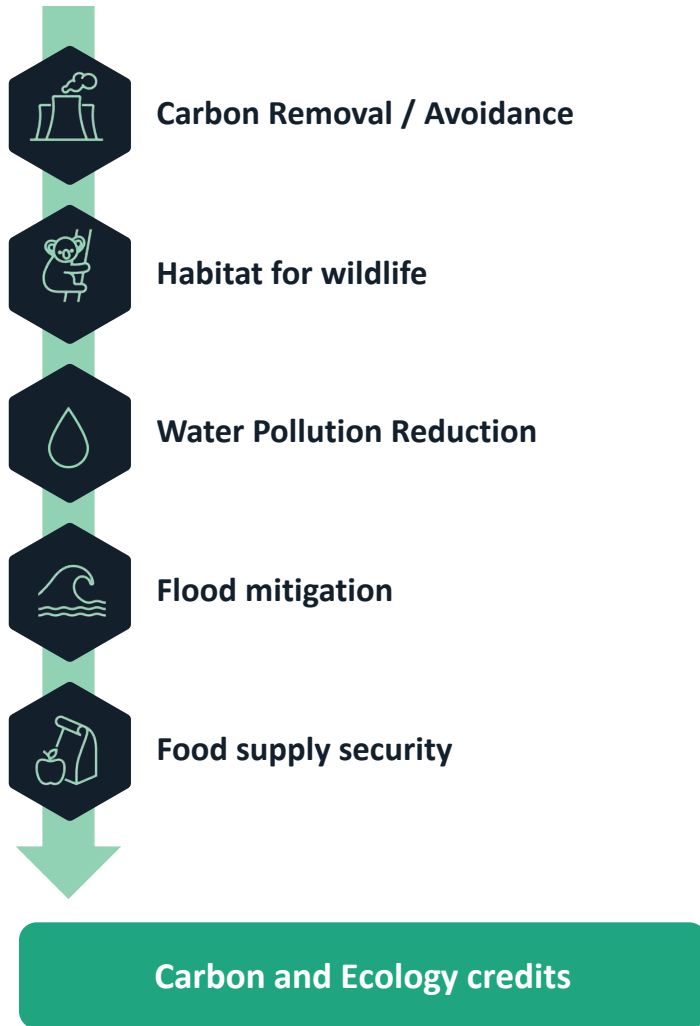 Carbon Removal / Avoidance
Habitat for wildlife
Water Pollution Reduction
Flood mitigation
Food supply security
Carbon and Ecology credits